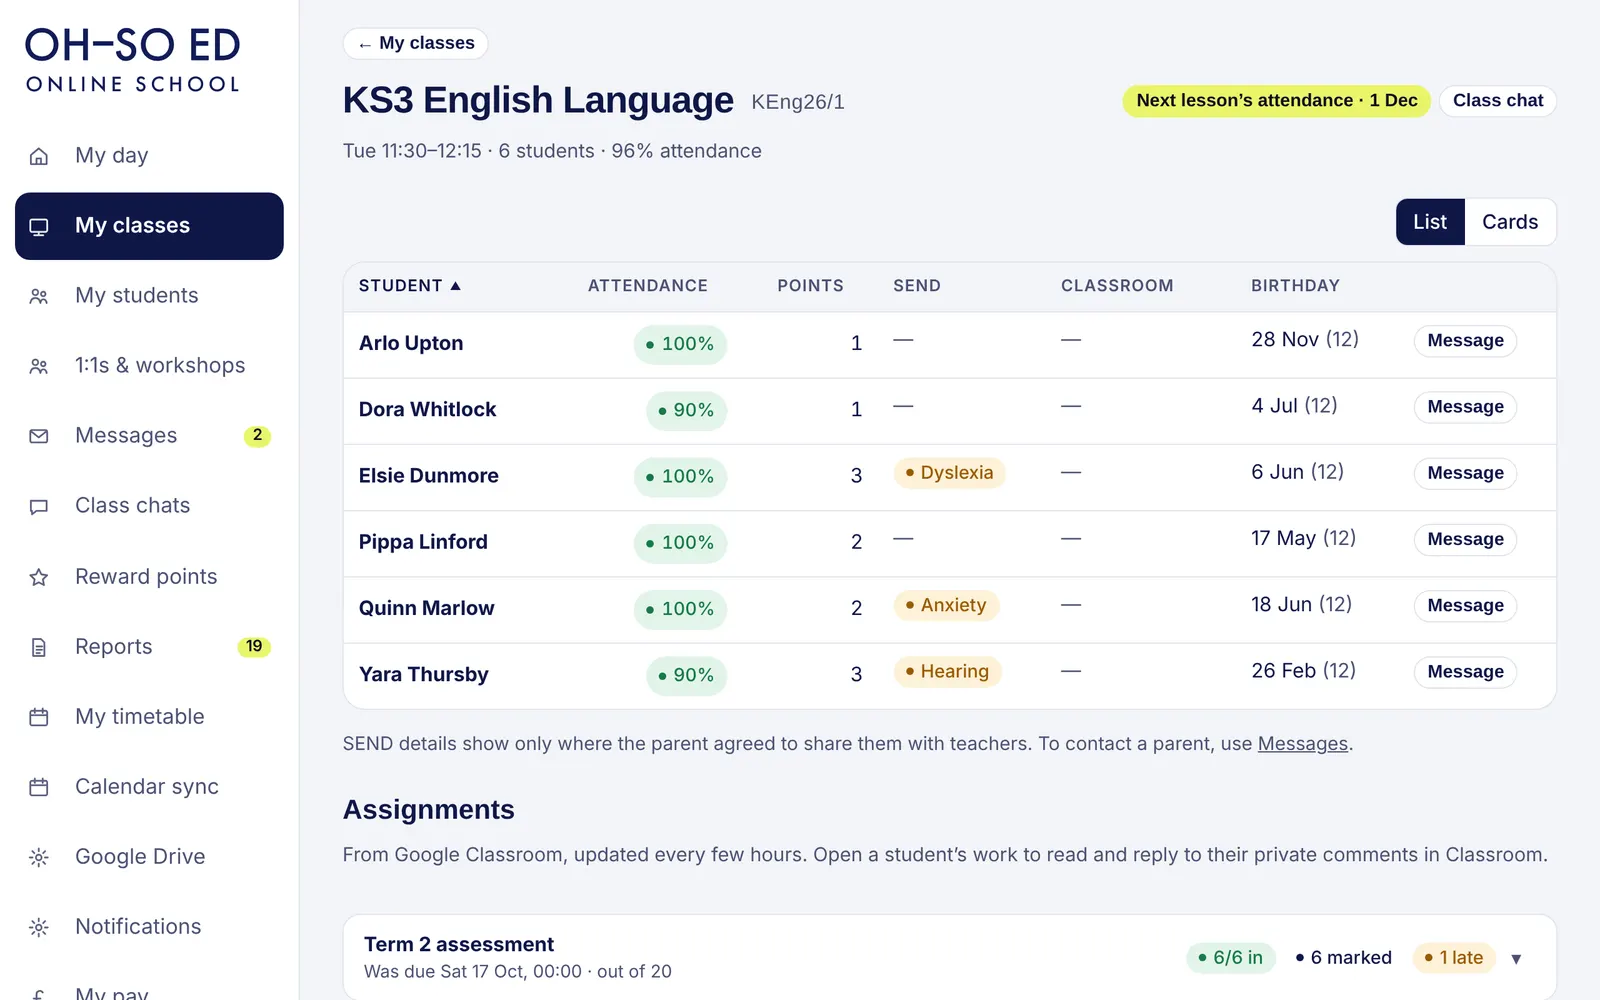 OH–SO ED
ONLINE SCHOOL
My day
My classes
My students
1:1s & workshops
Messages 2
Class chats
Reward points
Reports 19
My timetable
Calendar sync
Google Drive
Notifications
My pay
← My classes
KS3 English Language KEng26/1
Next lesson’s attendance · 1 Dec Class chat
Tue 11:30–12:15 · 6 students · 96% attendance
List Cards
STUDENT ▲ ATTENDANCE POINTS SEND CLASSROOM BIRTHDAY
Arlo Upton • 100% 1 — — 28 Nov (12) Message
Dora Whitlock • 90% 1 — — 4 Jul (12) Message
Elsie Dunmore • 100% 3 • Dyslexia — 6 Jun (12) Message
Pippa Linford • 100% 2 — — 17 May (12) Message
Quinn Marlow • 100% 2 • Anxiety — 18 Jun (12) Message
Yara Thursby • 90% 3 • Hearing — 26 Feb (12) Message
SEND details show only where the parent agreed to share them with teachers. To contact a parent, use Messages.
Assignments
From Google Classroom, updated every few hours. Open a student’s work to read and reply to their private comments in Classroom.
Term 2 assessment
Was due Sat 17 Oct, 00:00 · out of 20
• 6/6 in • 6 marked • 1 late ▼